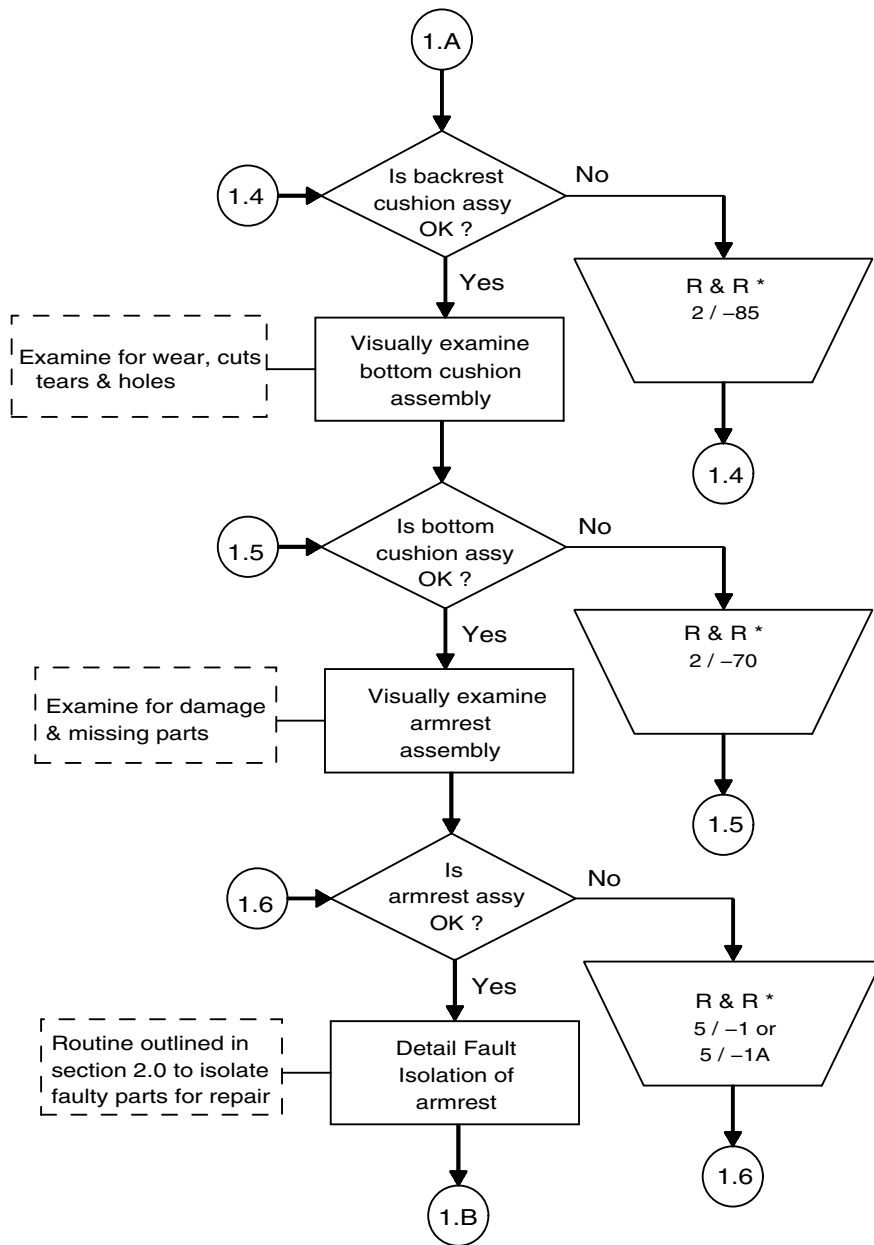 1.A
1.4
Is backrest
cushion assy
OK ?
No
R & R *
2 / −85
1.4
Yes
Examine for wear, cuts
tears & holes
Visually examine
bottom cushion
assembly
1.5
Is bottom
cushion assy
OK ?
No
R & R *
2 / −70
1.5
Yes
Examine for damage
& missing parts
Visually examine
armrest
assembly
1.6
Is
armrest assy
OK ?
No
R & R *
5 / −1 or
5 / −1A
1.6
Yes
Routine outlined in
section 2.0 to isolate
faulty parts for repair
Detail Fault
Isolation of
armrest
1.B